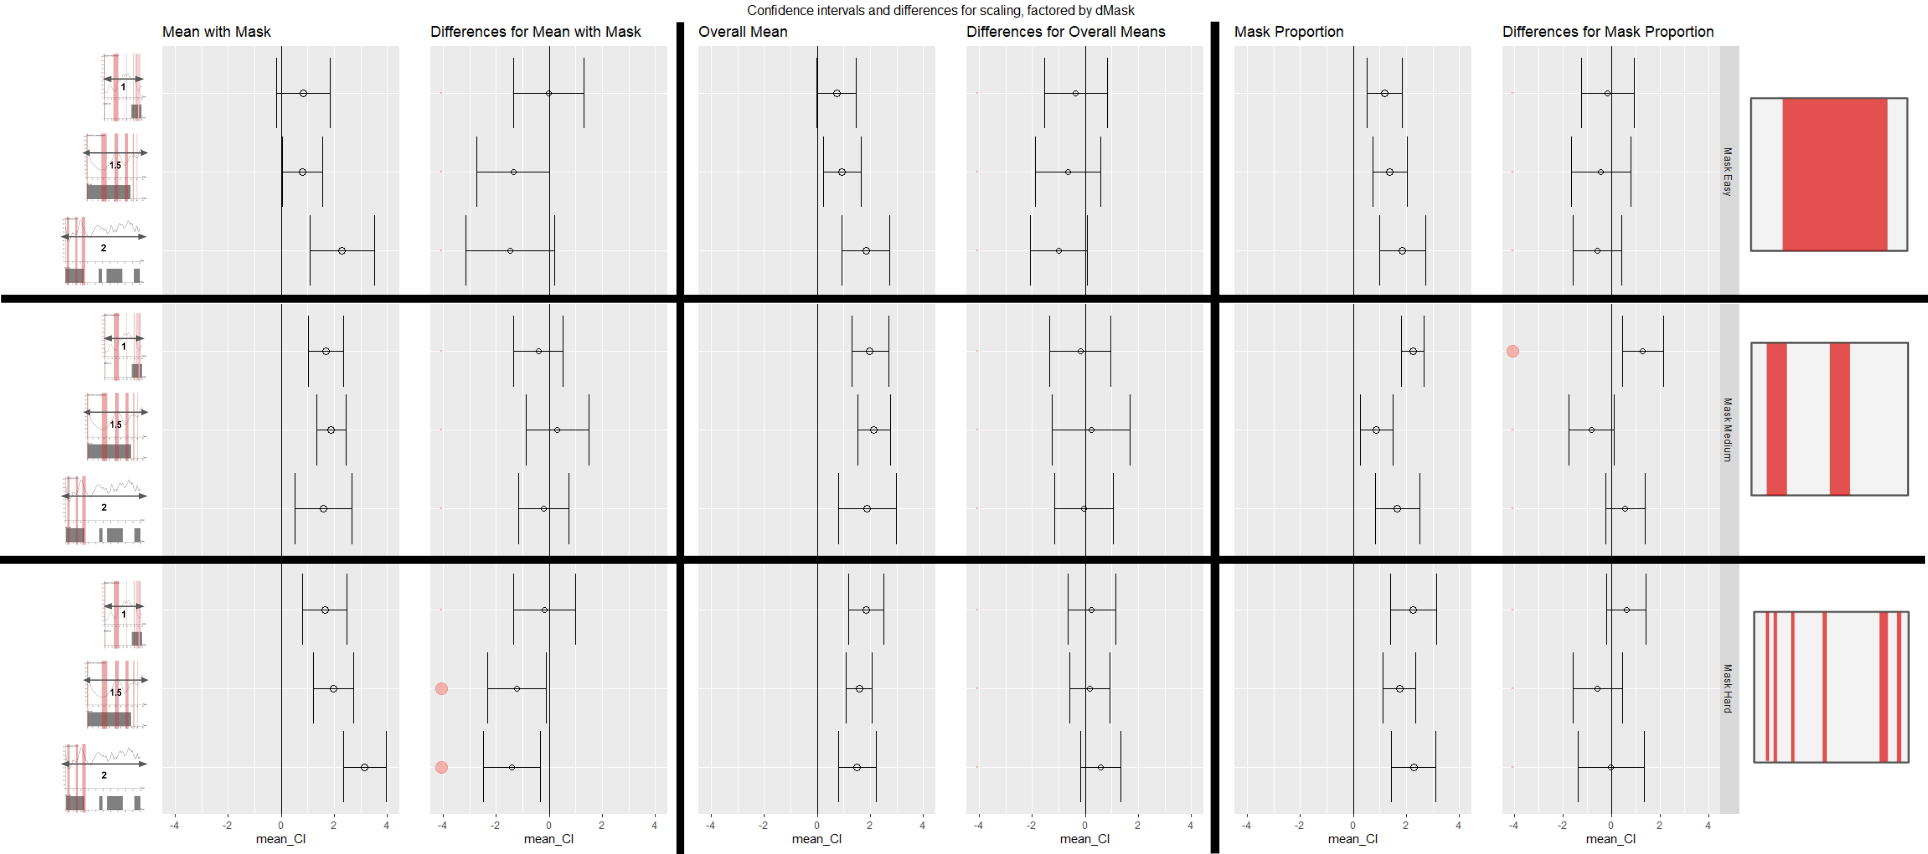 Confidence intervals and differences for scaling, factored by dMask
Mean with Mask
Differences for Mean with Mask
Overall Mean
Differences for Overall Means
Mask Proportion
Differences for Mask Proportion
1
1.5
2
Mask Easy
1
1.5
2
Mask Medium
1
1.5
2
Mask Hard
-4 -2 0 2 4
-4 -2 0 2 4
-4 -2 0 2 4
-4 -2 0 2 4
-4 -2 0 2 4
-4 -2 0 2 4
mean_CI
mean_CI
mean_CI
mean_CI
mean_CI
mean_CI